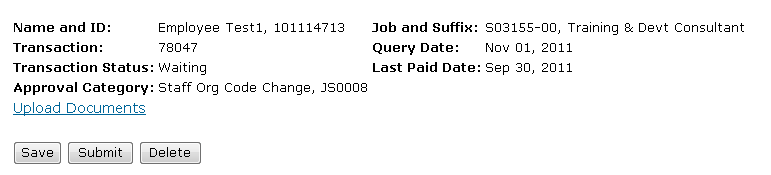 Name and ID: Employee Test1, 101114713 Job and Suffix: S03155-00, Training & Devt Consultant
Transaction: 78047 Query Date: Nov 01, 2011
Transaction Status: Waiting Last Paid Date: Sep 30, 2011
Approval Category: Staff Org Code Change, JS0008
Upload Documents
Save Submit Delete